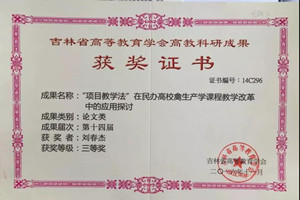 吉林省高等教育学会高教科研成果
获奖证书
证书编号：14C296
成果名称：“项目教学法”在民办高校禽生产学课程教学改革
中的应用探讨
成果类别：论文类
成果届次：第十四届
获奖者：刘春杰
获奖等级：三等奖
吉林省高等教育学会